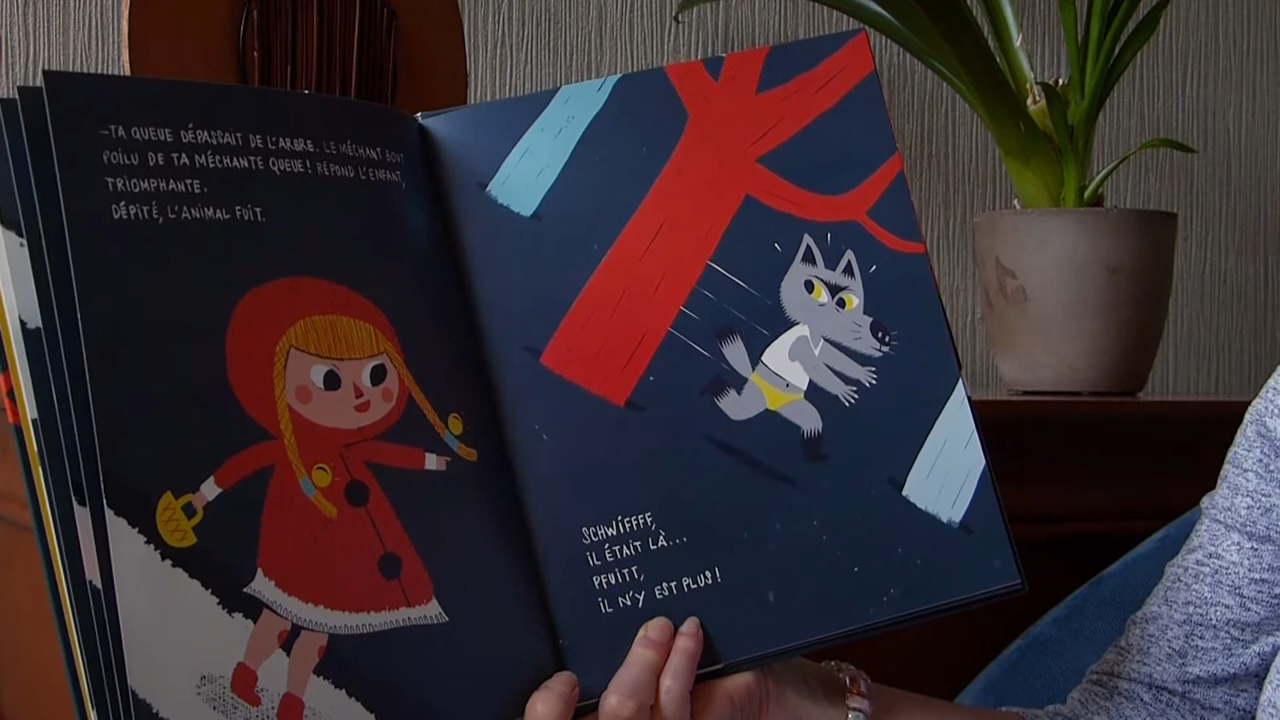 –TA QUEUE DÉPASSAIT DE L'ARBRE. LE MÉCHANT BOUT
POILU DE TA MÉCHANTE QUEUE! RÉPOND L'ENFANT,
TRIOMPHANTE.
DÉPITÉ, L'ANIMAL FUIT.
SCHWIFFFF,
IL ÉTAIT LÀ...
PFUITT,
IL N'Y EST PLUS!